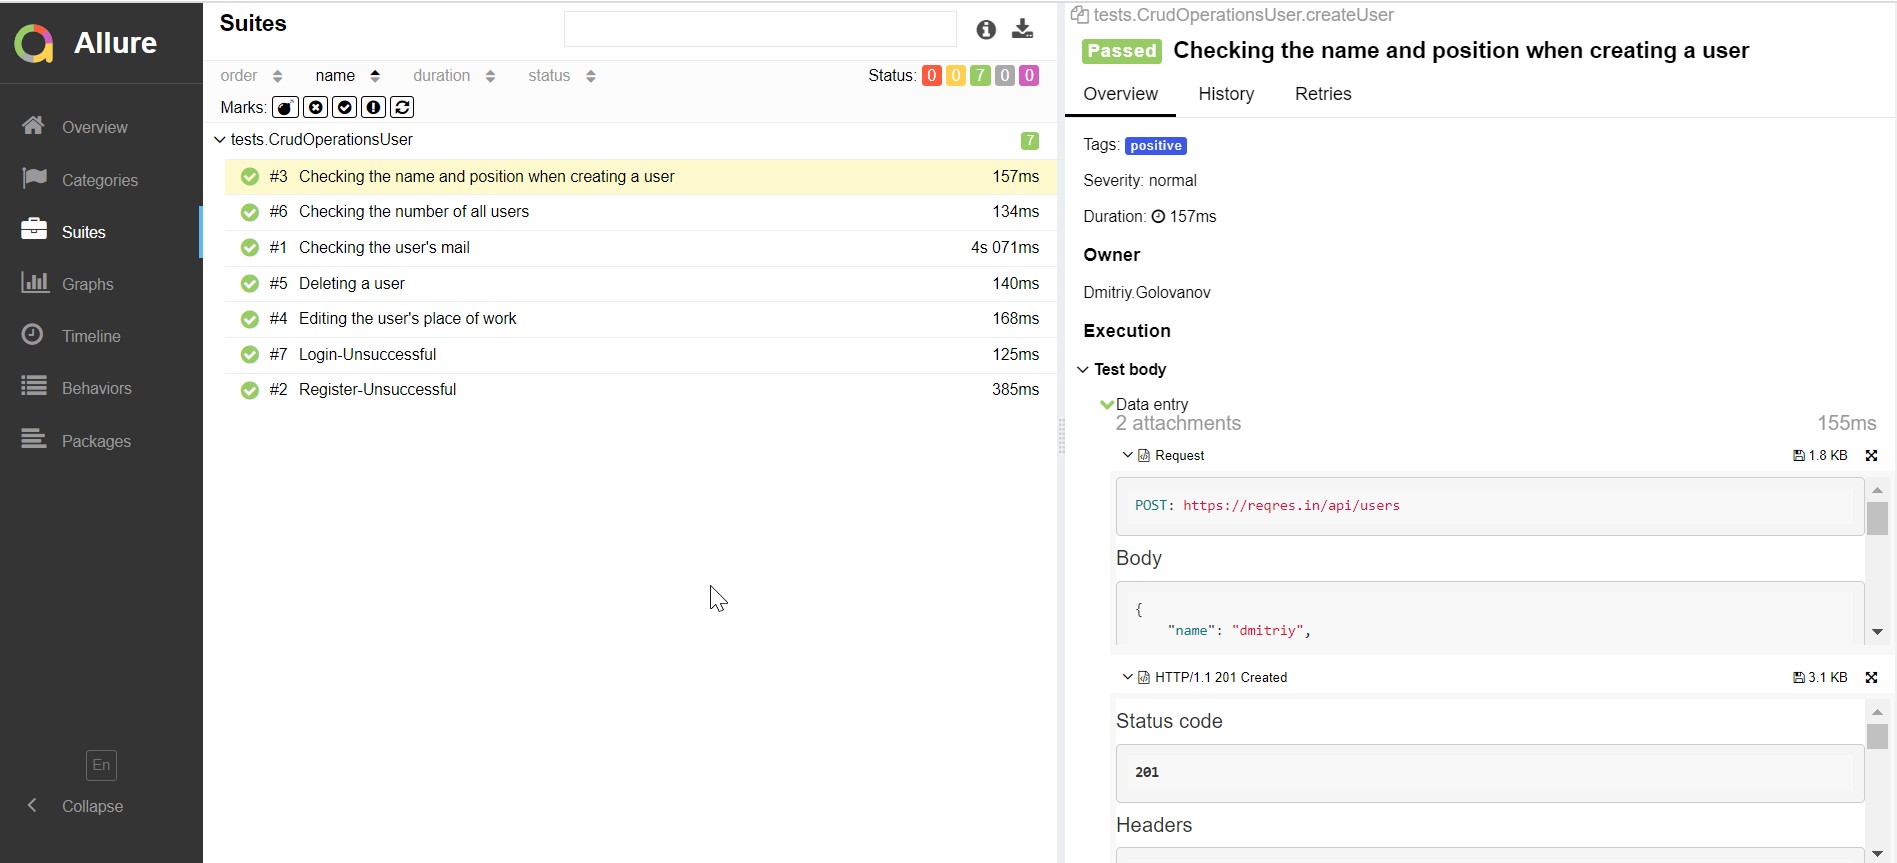 Allure
Overview
Categories
Suites
Graphs
Timeline
Behaviors
Packages
En
Collapse
Suites
order name duration status Status: 0 0 7 0 0
Marks:
tests.CrudOperationsUser 7
#3 Checking the name and position when creating a user 157ms
#6 Checking the number of all users 134ms
#1 Checking the user's mail 4s 071ms
#5 Deleting a user 140ms
#4 Editing the user's place of work 168ms
#7 Login-Unsuccessful 125ms
#2 Register-Unsuccessful 385ms
tests.CrudOperationsUser.createUser
Passed Checking the name and position when creating a user
Overview History Retries
Tags: positive
Severity: normal
Duration: 157ms
Owner
Dmitriy.Golovanov
Execution
Test body
Data entry
2 attachments 155ms
Request 1.8 KB
POST: https://reqres.in/api/users
Body
{
"name": "dmitriy",
HTTP/1.1 201 Created 3.1 KB
Status code
201
Headers